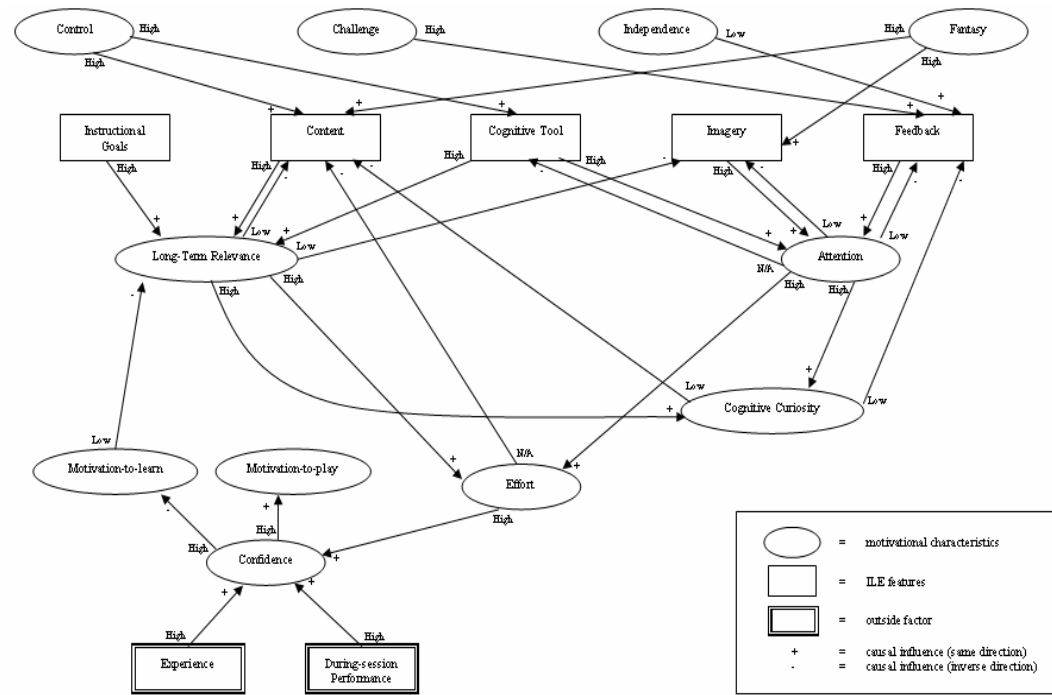 Control
High
Challenge
High
Independence
Low
High
Fantasy
High
High
+
+
+
+
+
+
Instructional
Goals
Content
Cognitive Tool
Imagery
+
Feedback
High
High
-
-
High
High
-
-
High
-
High
-
-
+
+
Low
+
+
+
Low
+
Low
Long-Term Relevance
Low
Attention
N/A
High
High
High
High
-
+
Low
+
Cognitive Curiosity
Low
Low
Motivation-to-learn
Motivation-to-play
+
N/A
+
Effort
-
+
High
High
High
Confidence
+
+
+
High
High
Experience
During-session
Performance
= motivational characteristics
= ILE features
= outside factor
+ = causal influence (same direction)
- = causal influence (inverse direction)